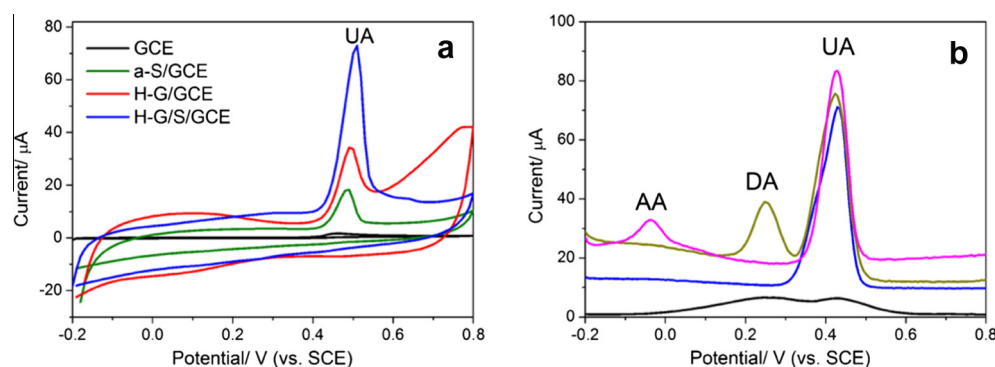 a
UA
GCE
a-S/GCE
H-G/GCE
H-G/S/GCE
80
60
40
20
0
-20
Current/ μA
-0.2 0.0 0.2 0.4 0.6 0.8
Potential/ V (vs. SCE)
b
UA
DA
AA
100
80
60
40
20
0
Current/ μA
-0.2 0.0 0.2 0.4 0.6 0.8
Potential/ V (vs. SCE)